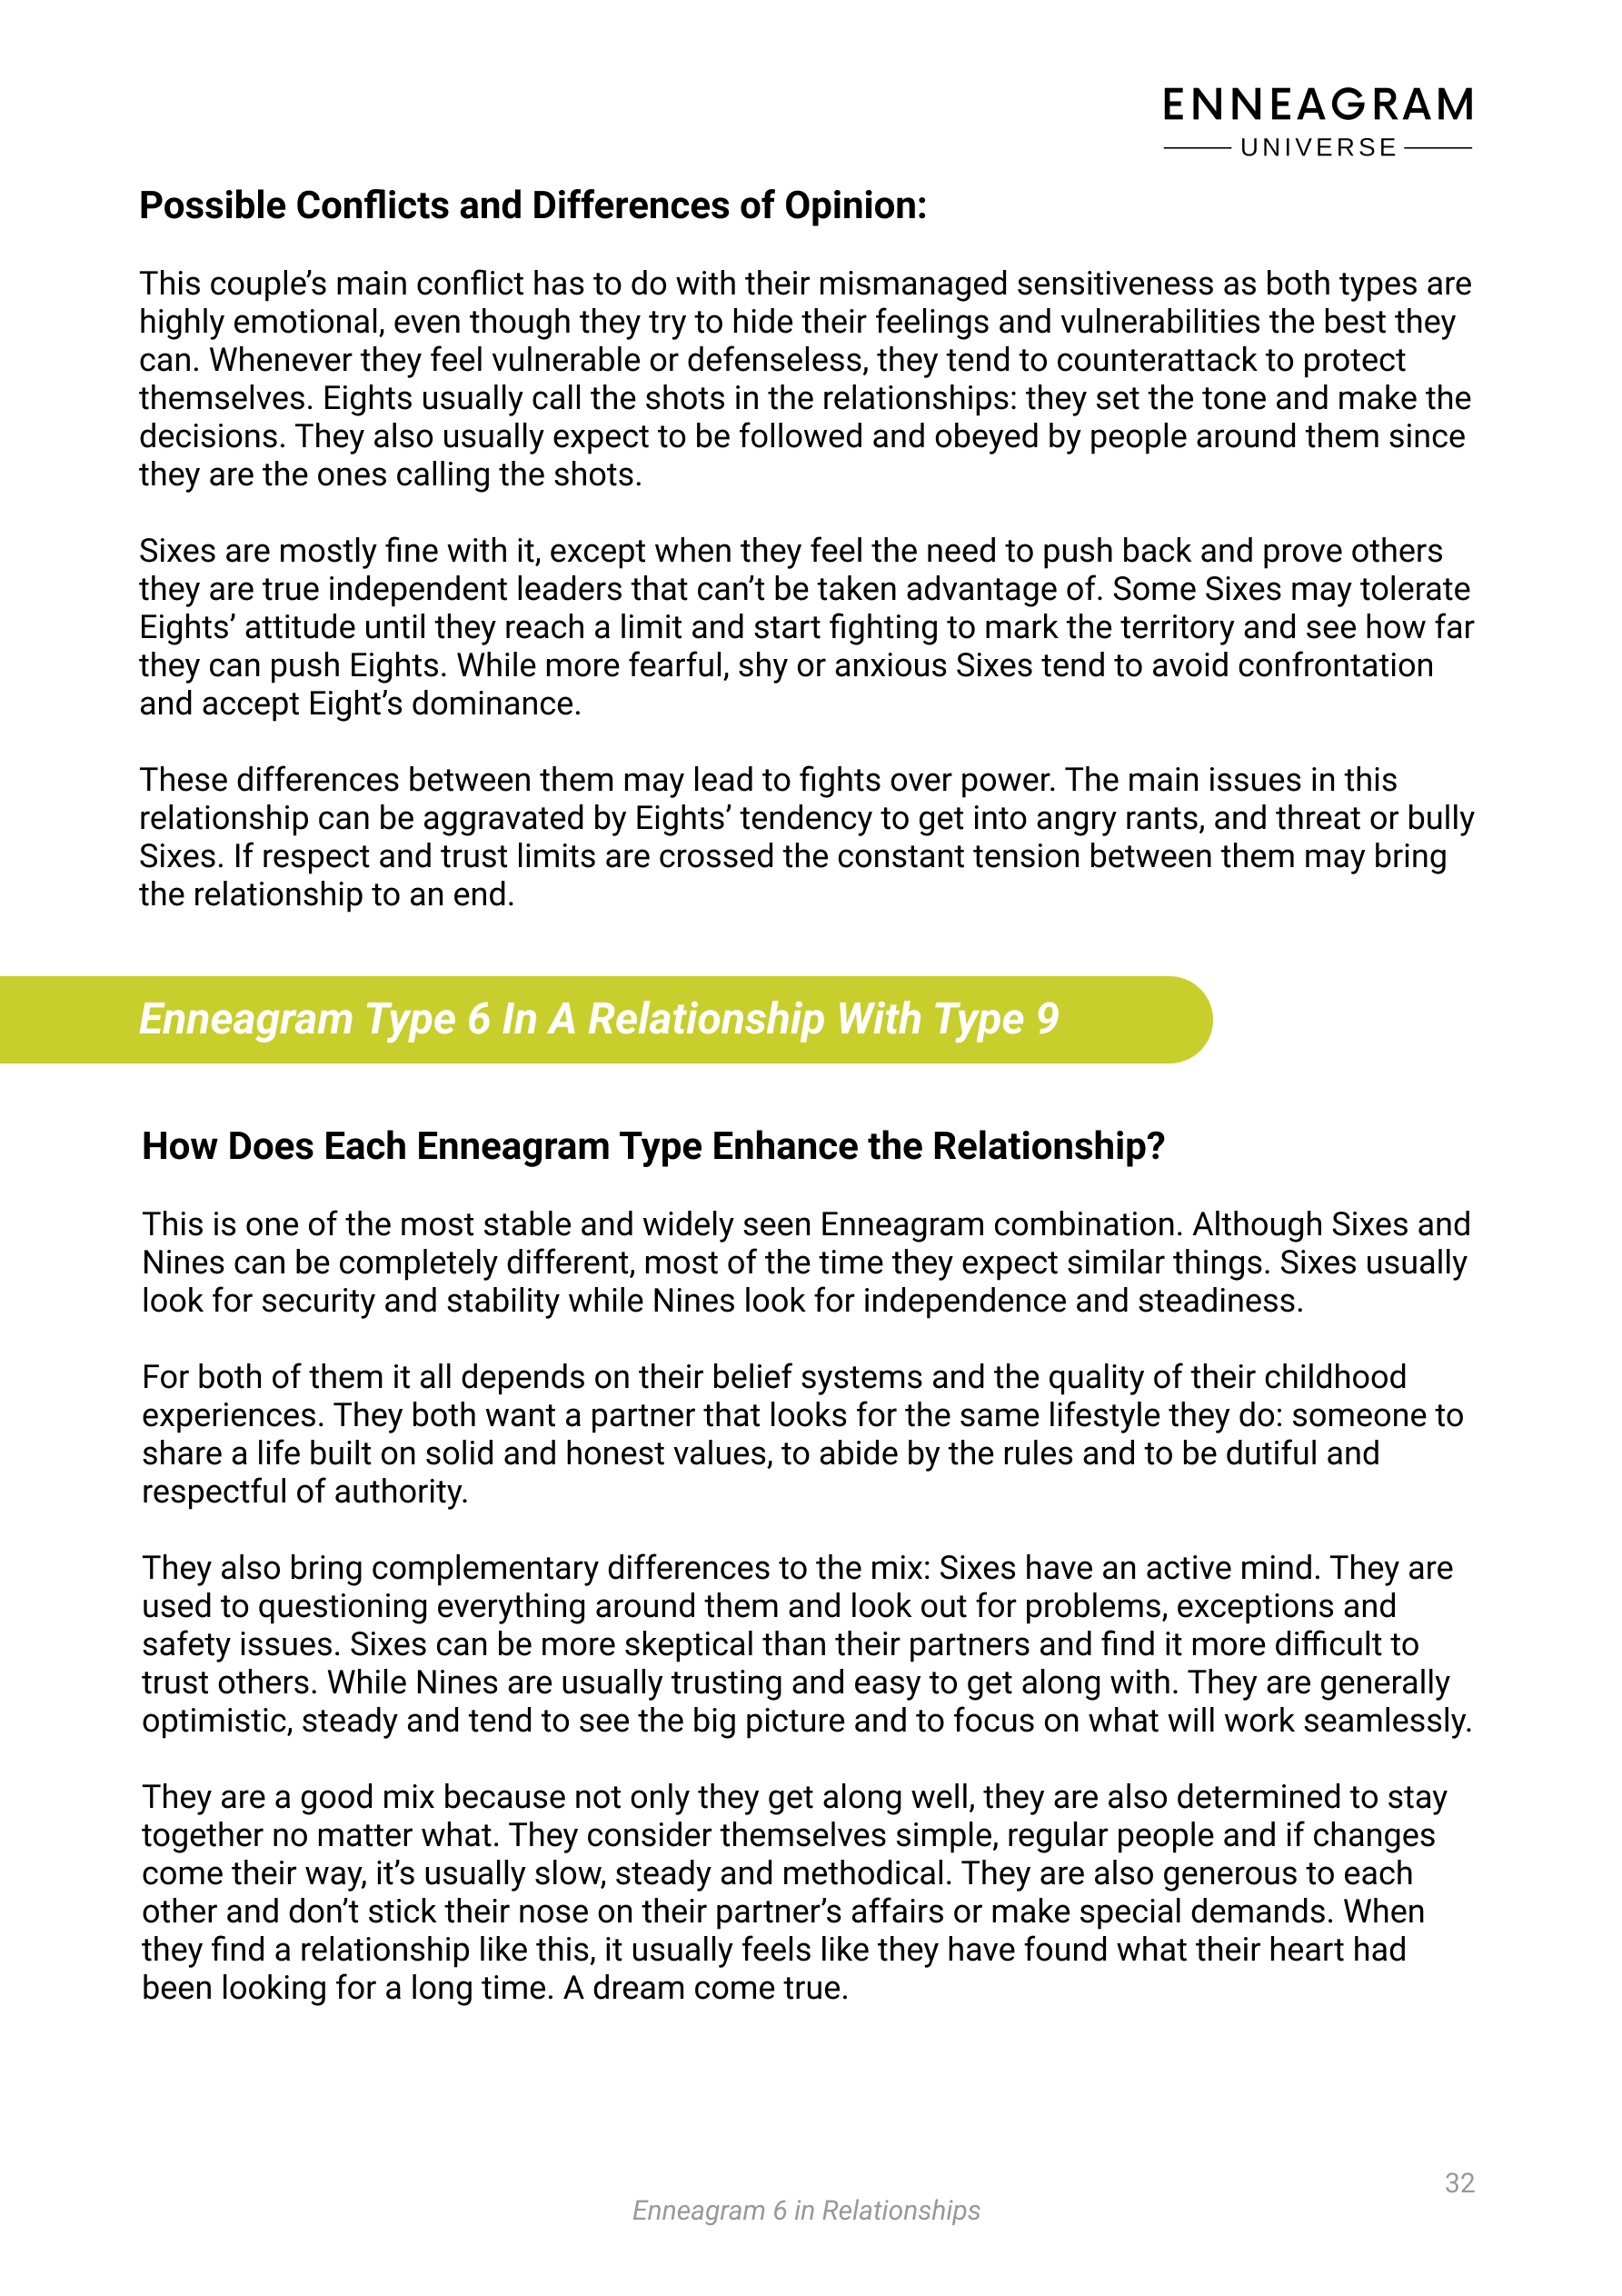 ENNEAGRAM
UNIVERSE
Possible Conflicts and Differences of Opinion:
This couple’s main conflict has to do with their mismanaged sensitiveness as both types are
highly emotional, even though they try to hide their feelings and vulnerabilities the best they
can. Whenever they feel vulnerable or defenseless, they tend to counterattack to protect
themselves. Eights usually call the shots in the relationships: they set the tone and make the
decisions. They also usually expect to be followed and obeyed by people around them since
they are the ones calling the shots.
Sixes are mostly fine with it, except when they feel the need to push back and prove others
they are true independent leaders that can’t be taken advantage of. Some Sixes may tolerate
Eights’ attitude until they reach a limit and start fighting to mark the territory and see how far
they can push Eights. While more fearful, shy or anxious Sixes tend to avoid confrontation
and accept Eight’s dominance.
These differences between them may lead to fights over power. The main issues in this
relationship can be aggravated by Eights’ tendency to get into angry rants, and threat or bully
Sixes. If respect and trust limits are crossed the constant tension between them may bring
the relationship to an end.
Enneagram Type 6 In A Relationship With Type 9
How Does Each Enneagram Type Enhance the Relationship?
This is one of the most stable and widely seen Enneagram combination. Although Sixes and
Nines can be completely different, most of the time they expect similar things. Sixes usually
look for security and stability while Nines look for independence and steadiness.
For both of them it all depends on their belief systems and the quality of their childhood
experiences. They both want a partner that looks for the same lifestyle they do: someone to
share a life built on solid and honest values, to abide by the rules and to be dutiful and
respectful of authority.
They also bring complementary differences to the mix: Sixes have an active mind. They are
used to questioning everything around them and look out for problems, exceptions and
safety issues. Sixes can be more skeptical than their partners and find it more difficult to
trust others. While Nines are usually trusting and easy to get along with. They are generally
optimistic, steady and tend to see the big picture and to focus on what will work seamlessly.
They are a good mix because not only they get along well, they are also determined to stay
together no matter what. They consider themselves simple, regular people and if changes
come their way, it’s usually slow, steady and methodical. They are also generous to each
other and don’t stick their nose on their partner’s affairs or make special demands. When
they find a relationship like this, it usually feels like they have found what their heart had
been looking for a long time. A dream come true.
32
Enneagram 6 in Relationships